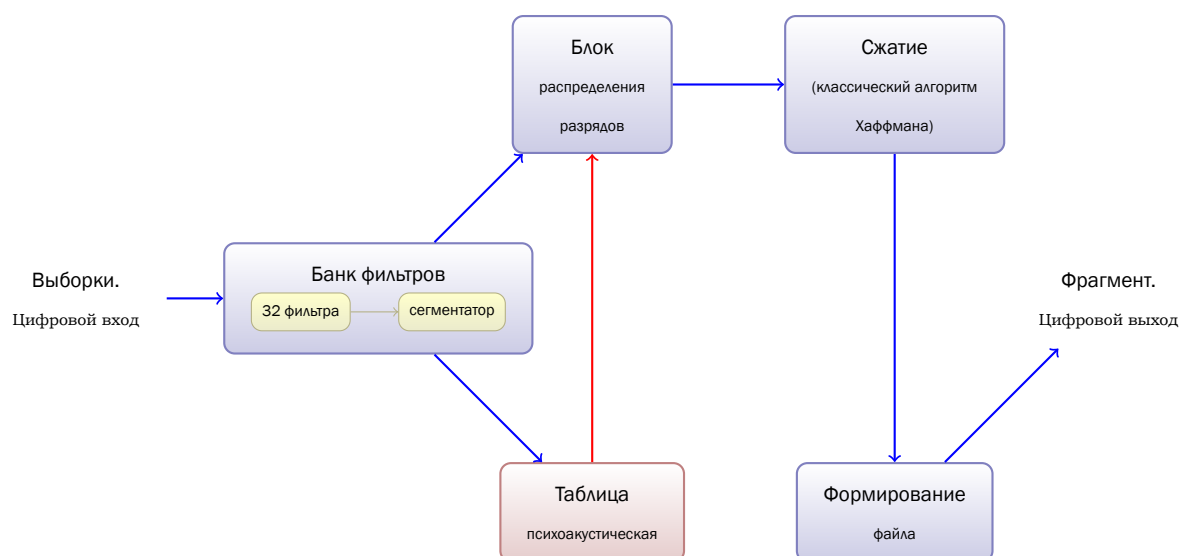 Блок
распределения
разрядов
Сжатие
(классический алгоритм
Хаффмана)
Выборки.
Цифровой вход
Банк фильтров
32 фильтра
сегментатор
Фрагмент.
Цифровой выход
Таблица
психоакустическая
Формирование
файла